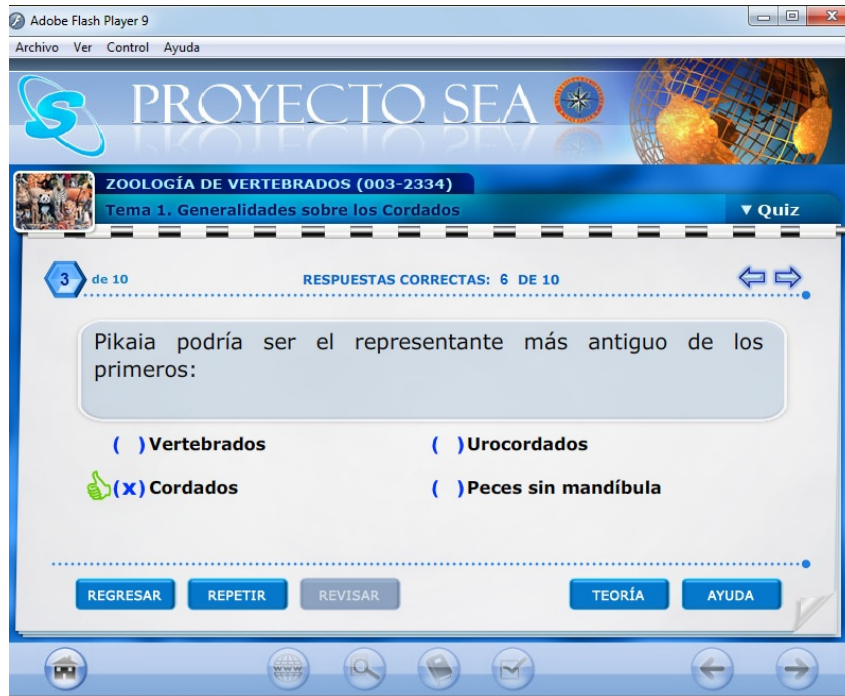 Adobe Flash Player 9
Archivo Ver Control Ayuda
PROYECTO SEA
ZOOLOGÍA DE VERTEBRADOS (003-2334)
Tema 1. Generalidades sobre los Cordados
▼ Quiz
3 de 10
RESPUESTAS CORRECTAS: 6 DE 10
Pikaia podría ser el representante más antiguo de los
primeros:
( ) Vertebrados ( ) Urocordados
(x) Cordados ( ) Peces sin mandíbula
REGRESAR REPETIR REVISAR TEORÍA AYUDA
www